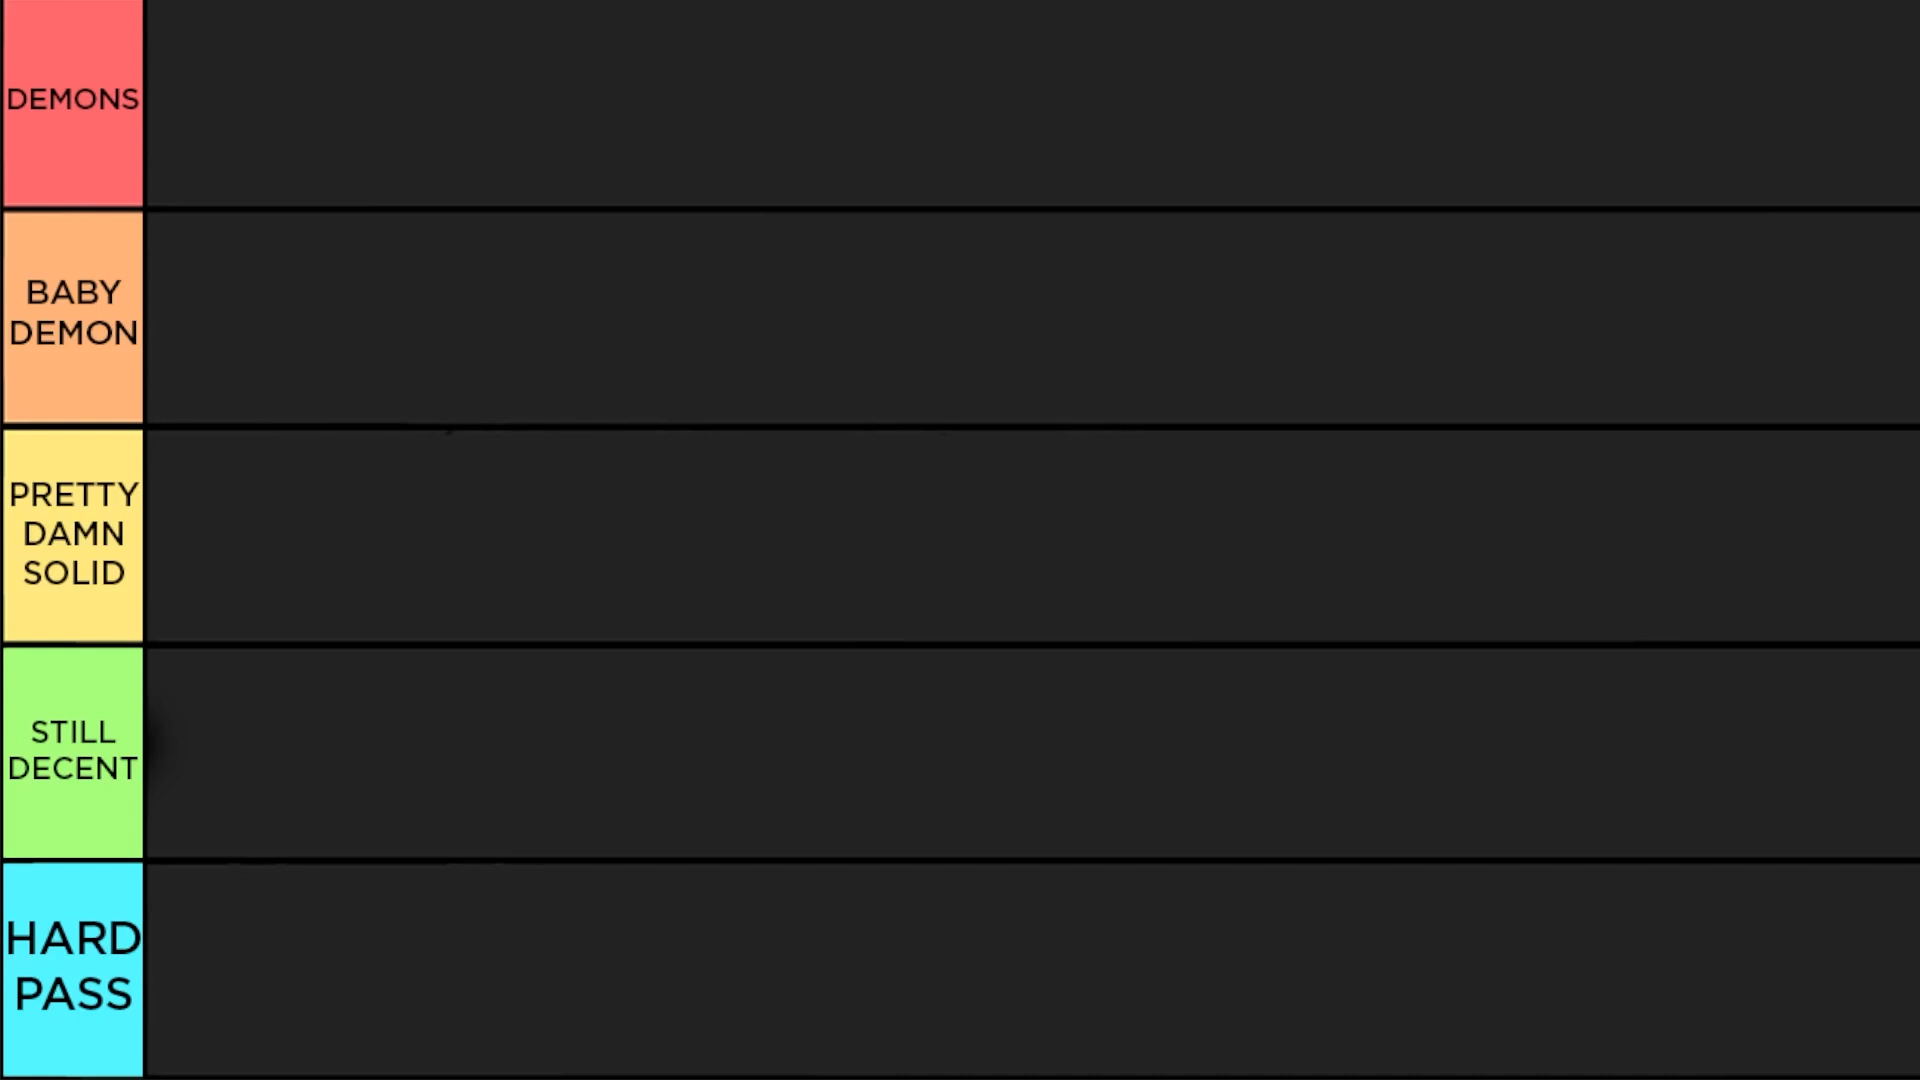 DEMONS
BABY
DEMON
PRETTY
DAMN
SOLID
STILL
DECENT
HARD
PASS